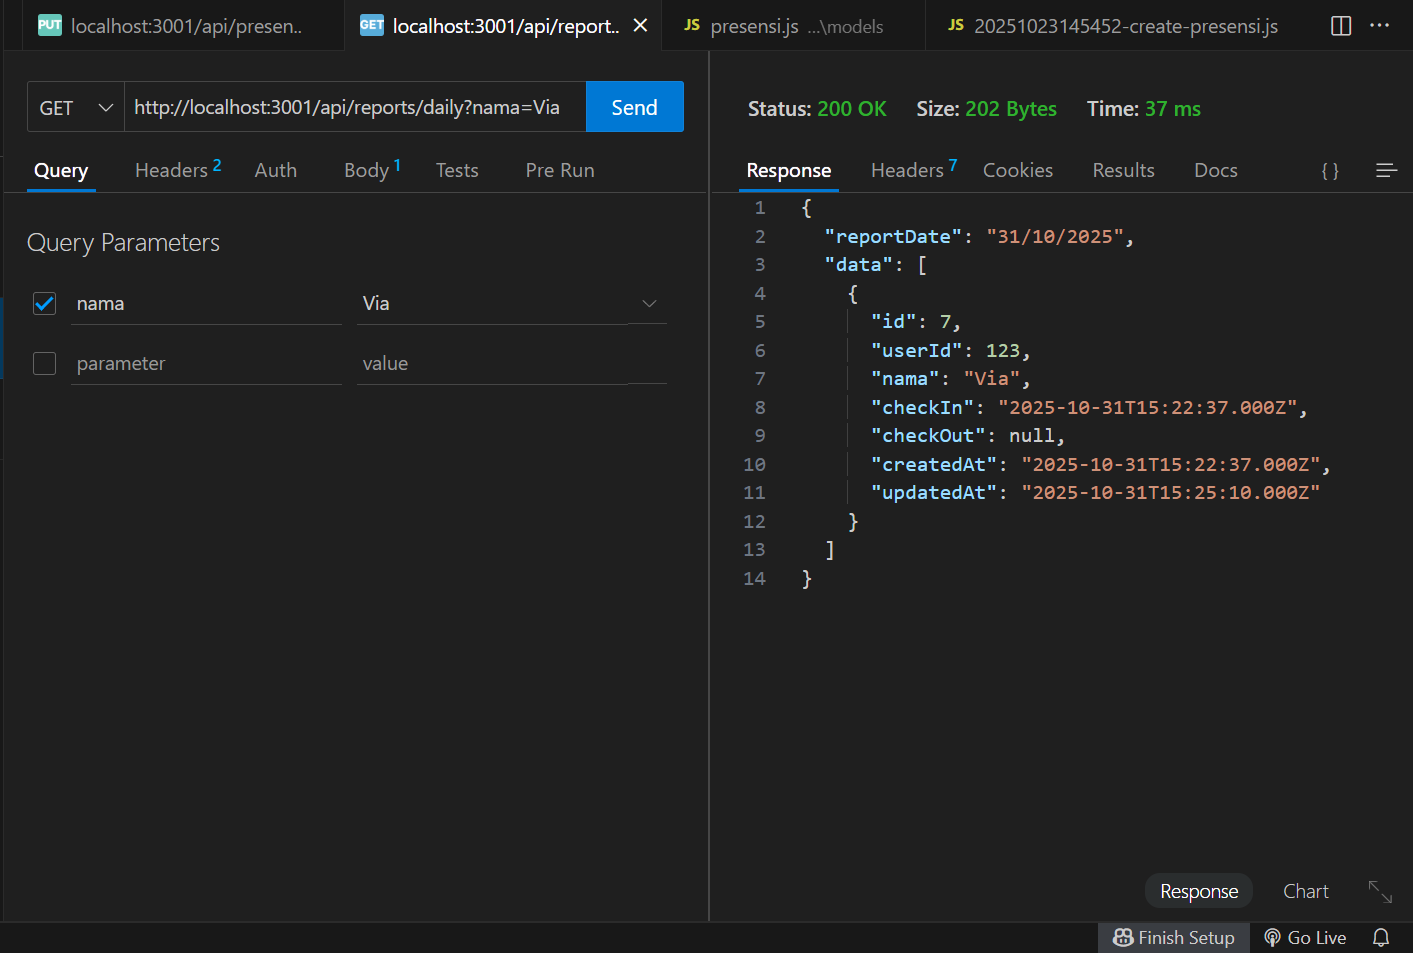 PUT localhost:3001/api/presen..
GET localhost:3001/api/report..
JS presensi.js ...\models
JS 20251023145452-create-presensi.js
GET http://localhost:3001/api/reports/daily?nama=Via Send
Query Headers 2 Auth Body 1 Tests Pre Run
Query Parameters
nama Via
parameter value
Status: 200 OK Size: 202 Bytes Time: 37 ms
Response Headers 7 Cookies Results Docs { }
1 {
2 "reportDate": "31/10/2025",
3 "data": [
4 {
5 "id": 7,
6 "userId": 123,
7 "nama": "Via",
8 "checkIn": "2025-10-31T15:22:37.000Z",
9 "checkOut": null,
10 "createdAt": "2025-10-31T15:22:37.000Z",
11 "updatedAt": "2025-10-31T15:25:10.000Z"
12 }
13 ]
14 }
Response Chart
Finish Setup Go Live